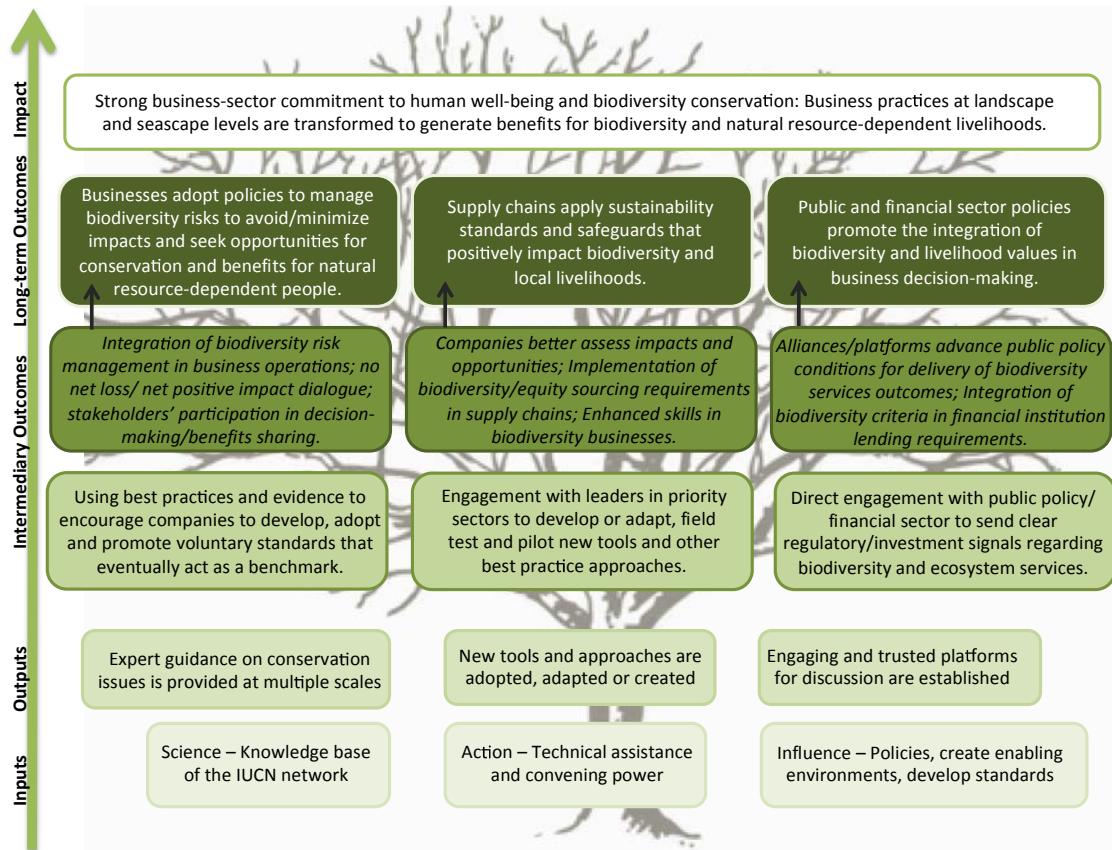 Impact
Strong business-sector commitment to human well-being and biodiversity conservation: Business practices at landscape
and seascape levels are transformed to generate benefits for biodiversity and natural resource-dependent livelihoods.
Long-term Outcomes
Businesses adopt policies to manage
biodiversity risks to avoid/minimize
impacts and seek opportunities for
conservation and benefits for natural
resource-dependent people.
Supply chains apply sustainability
standards and safeguards that
positively impact biodiversity and
local livelihoods.
Public and financial sector policies
promote the integration of
biodiversity and livelihood values in
business decision-making.
Intermediary Outcomes
Integration of biodiversity risk
management in business operations; no
net loss/ net positive impact dialogue;
stakeholders’ participation in decision-
making/benefits sharing.
Companies better assess impacts and
opportunities; Implementation of
biodiversity/equity sourcing requirements
in supply chains; Enhanced skills in
biodiversity businesses.
Alliances/platforms advance public policy
conditions for delivery of biodiversity
services outcomes; Integration of
biodiversity criteria in financial institution
lending requirements.
Using best practices and evidence to
encourage companies to develop, adopt
and promote voluntary standards that
eventually act as a benchmark.
Engagement with leaders in priority
sectors to develop or adapt, field
test and pilot new tools and other
best practice approaches.
Direct engagement with public policy/
financial sector to send clear
regulatory/investment signals regarding
biodiversity and ecosystem services.
Outputs
Expert guidance on conservation
issues is provided at multiple scales
New tools and approaches are
adopted, adapted or created
Engaging and trusted platforms
for discussion are established
Inputs
Science – Knowledge base
of the IUCN network
Action – Technical assistance
and convening power
Influence – Policies, create enabling
environments, develop standards